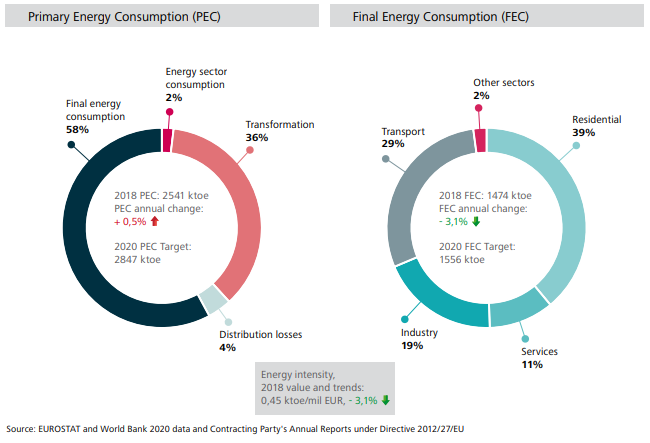 Primary Energy Consumption (PEC)
Final Energy Consumption (FEC)
Energy sector
consumption
2%
Final energy
consumption
58%
Transformation
36%
2018 PEC: 2541 ktoe
PEC annual change:
+ 0,5%
2020 PEC Target:
2847 ktoe
Distribution losses
4%
Other sectors
2%
Residential
39%
Transport
29%
2018 FEC: 1474 ktoe
FEC annual change:
- 3,1%
2020 FEC Target:
1556 ktoe
Industry
19%
Services
11%
Energy intensity,
2018 value and trends:
0,45 ktoe/mil EUR, - 3,1%
Source: EUROSTAT and World Bank 2020 data and Contracting Party's Annual Reports under Directive 2012/27/EU